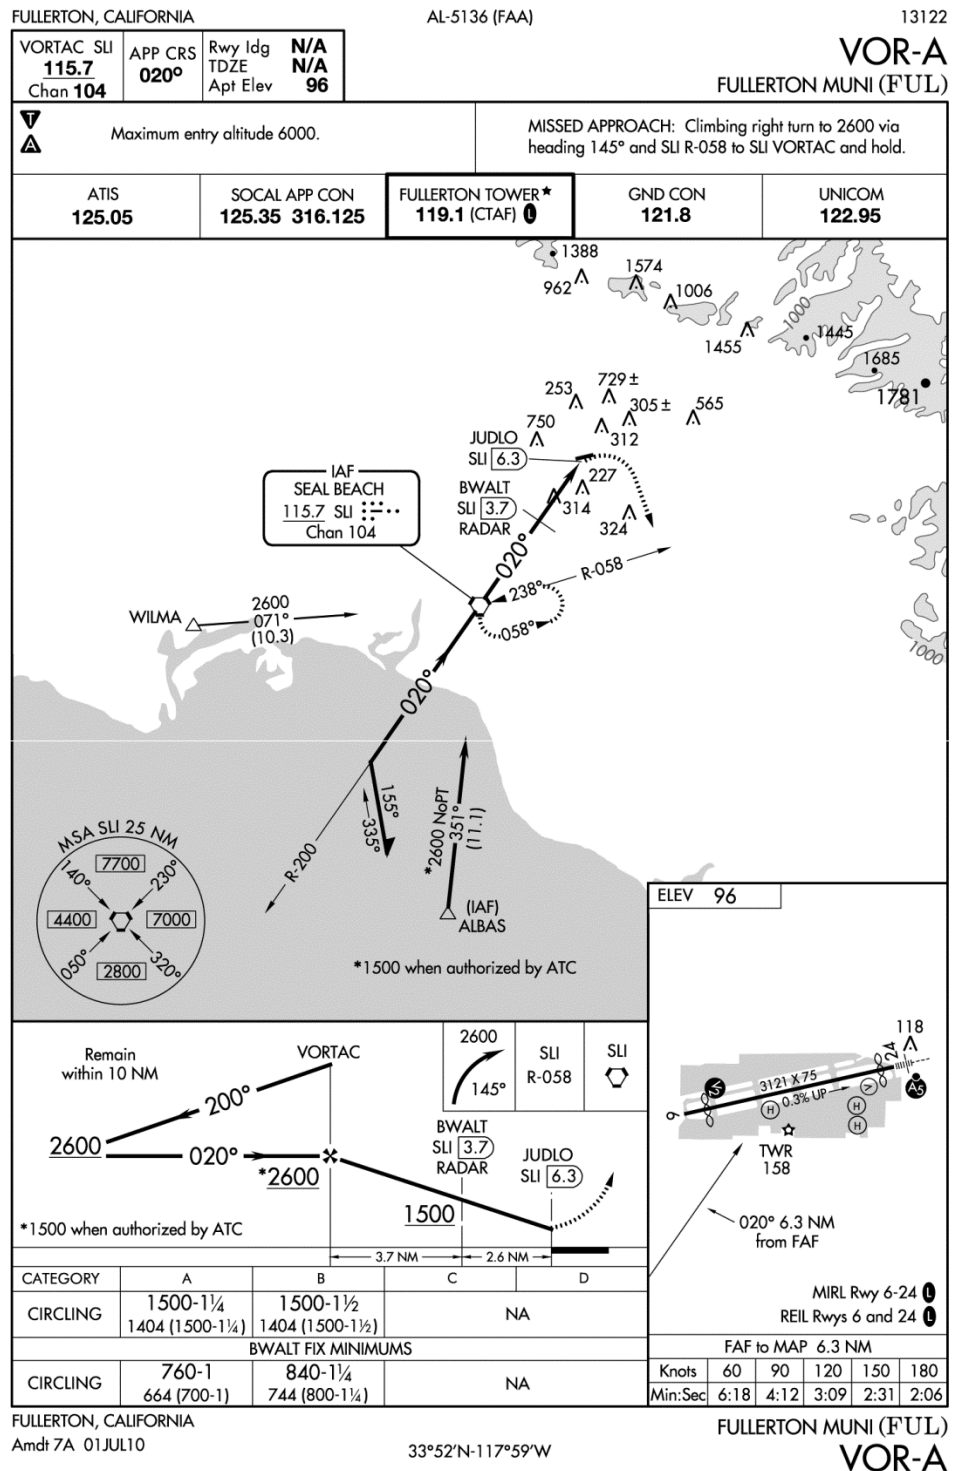 FULLERTON, CALIFORNIA
AL-5136 (FAA)
13122
VORTAC SLI
115.7
Chan 104
APP CRS
020°
Rwy Idg N/A
TDZE N/A
Apt Elev 96
VOR-A
FULLERTON MUNI (FUL)
T
A
Maximum entry altitude 6000.
MISSED APPROACH: Climbing right turn to 2600 via
heading 145° and SLI R-058 to SLI VORTAC and hold.
ATIS
125.05
SOCAL APP CON
125.35 316.125
FULLERTON TOWER★
119.1 (CTAF) L
GND CON
121.8
UNICOM
122.95
1388
962
1574
1006
1000
1455
1445
1685
1781
253
729 ±
305 ±
565
750
312
JUDLO
SLI 6.3
227
BWALT
SLI 3.7
RADAR
314
324
IAF
SEAL BEACH
115.7 SLI
Chan 104
020°
R-058
238°
058°
WILMA
2600
071°
(10.3)
1000
020°
155°
335°
R-200
*2600 NoPT
351°
(11.1)
(IAF)
ALBAS
*1500 when authorized by ATC
MSA SLI 25 NM
7700
140°
230°
4400
7000
050°
320°
2800
ELEV 96
118
24
V5
3121 X 75
0.3% UP
A5
V
H
H
H
6
TWR
158
020° 6.3 NM
from FAF
MIRL Rwy 6-24 L
REIL Rwys 6 and 24 L
Remain
within 10 NM
VORTAC
200°
2600
020°
*2600
*1500 when authorized by ATC
2600
145°
SLI
R-058
SLI
BWALT
SLI 3.7
RADAR
JUDLO
SLI 6.3
1500
3.7 NM
2.6 NM
CATEGORY A B C D
CIRCLING
1500-1¼
1404 (1500-1¼)
1500-1½
1404 (1500-1½)
NA
BWALT FIX MINIMUMS
CIRCLING
760-1
664 (700-1)
840-1¼
744 (800-1¼)
NA
FAF to MAP 6.3 NM
Knots 60 90 120 150 180
Min:Sec 6:18 4:12 3:09 2:31 2:06
FULLERTON, CALIFORNIA
Amdt 7A 01JUL10
33°52'N-117°59'W
FULLERTON MUNI (FUL)
VOR-A